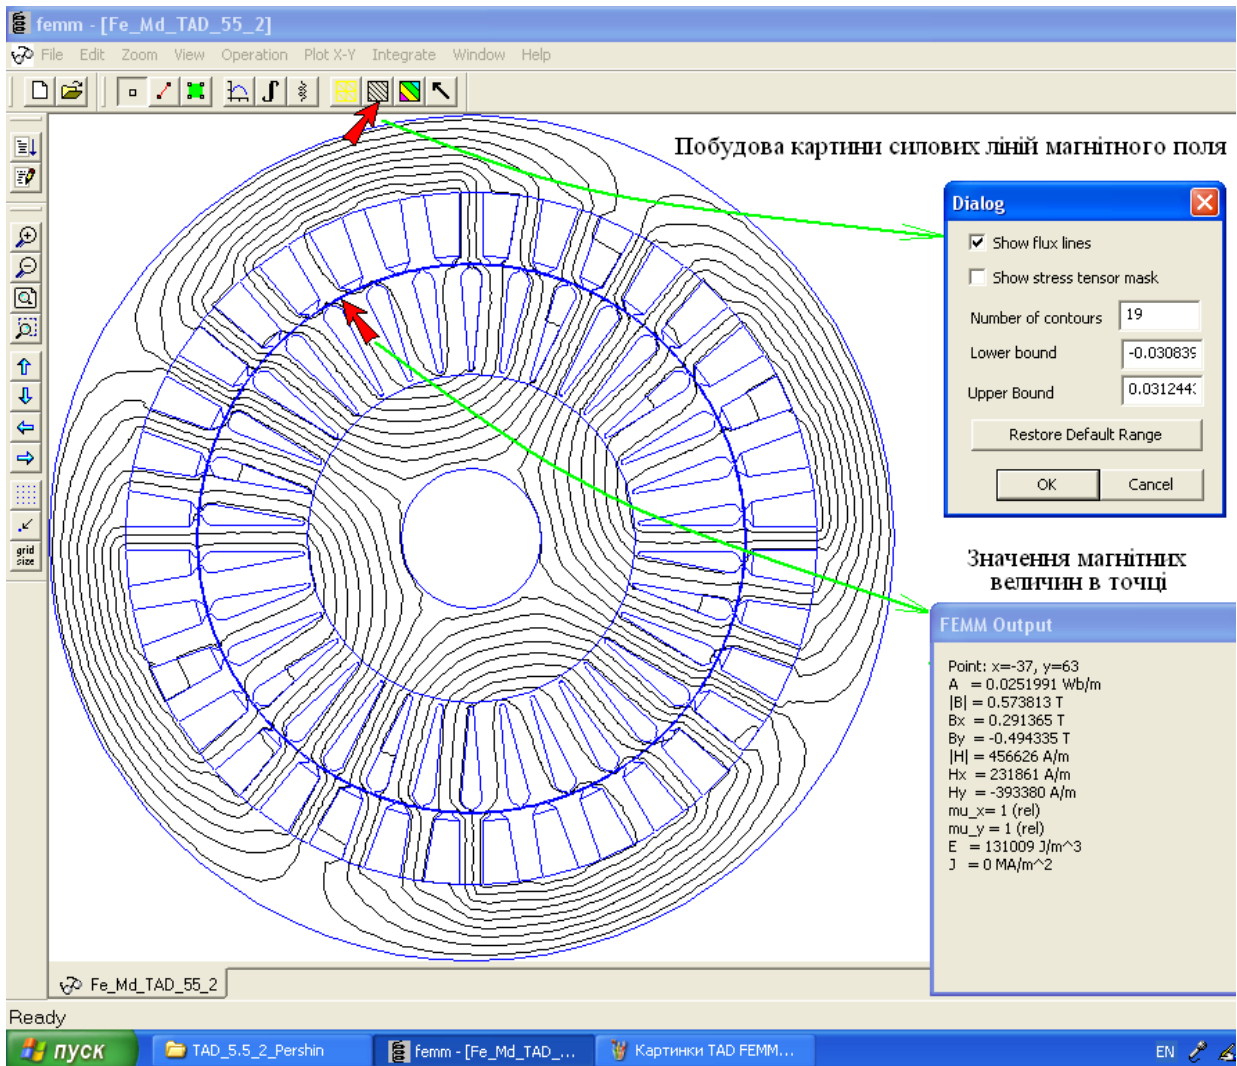 femm - [Fe_Md_TAD_55_2]
File Edit Zoom View Operation Plot X-Y Integrate Window Help
Побудова картини силових ліній магнітного поля
Dialog
Show flux lines
Show stress tensor mask
Number of contours 19
Lower bound -0.030839
Upper Bound 0.031244
Restore Default Range
OK Cancel
grid
size
Значення магнітних
величин в точці
FEMM Output
Point: x=-37, y=63
A = 0.0251991 Wb/m
|B| = 0.573813 T
Bx = 0.291365 T
By = -0.494335 T
|H| = 456626 A/m
Hx = 231861 A/m
Hy = -393380 A/m
mu_x= 1 (rel)
mu_y = 1 (rel)
E = 131009 J/m^3
J = 0 MA/m^2
Fe_Md_TAD_55_2
Ready
пуск TAD_5.5_2_Pershin femm - [Fe_Md_TAD_... Картинки TAD FEMM... EN